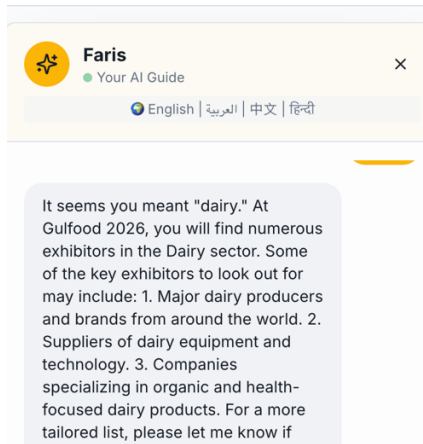 Faris
Your AI Guide
🌍 English | العربية | 中文 | हिन्दी
It seems you meant "dairy." At
Gulfood 2026, you will find numerous
exhibitors in the Dairy sector. Some
of the key exhibitors to look out for
may include: 1. Major dairy producers
and brands from around the world. 2.
Suppliers of dairy equipment and
technology. 3. Companies
specializing in organic and health-
focused dairy products. For a more
tailored list, please let me know if